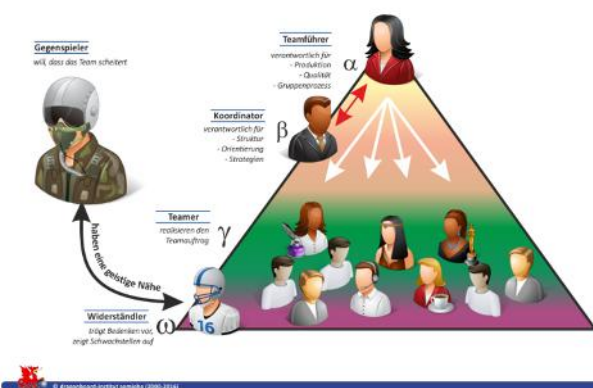 Gegenspieler
will, dass das Team scheitert
Teamführer
verantwortlich für
- Produktion
- Qualität
- Gruppenprozess
α
Koordinator
verantwortlich für
- Struktur
- Orientierung
- Strategien
β
Teamer
realisieren den
Teamauftrag
γ
haben eine geistige Nähe
Widerständler
trägt Bedenken vor,
zeigt Schwachstellen auf
ω
16